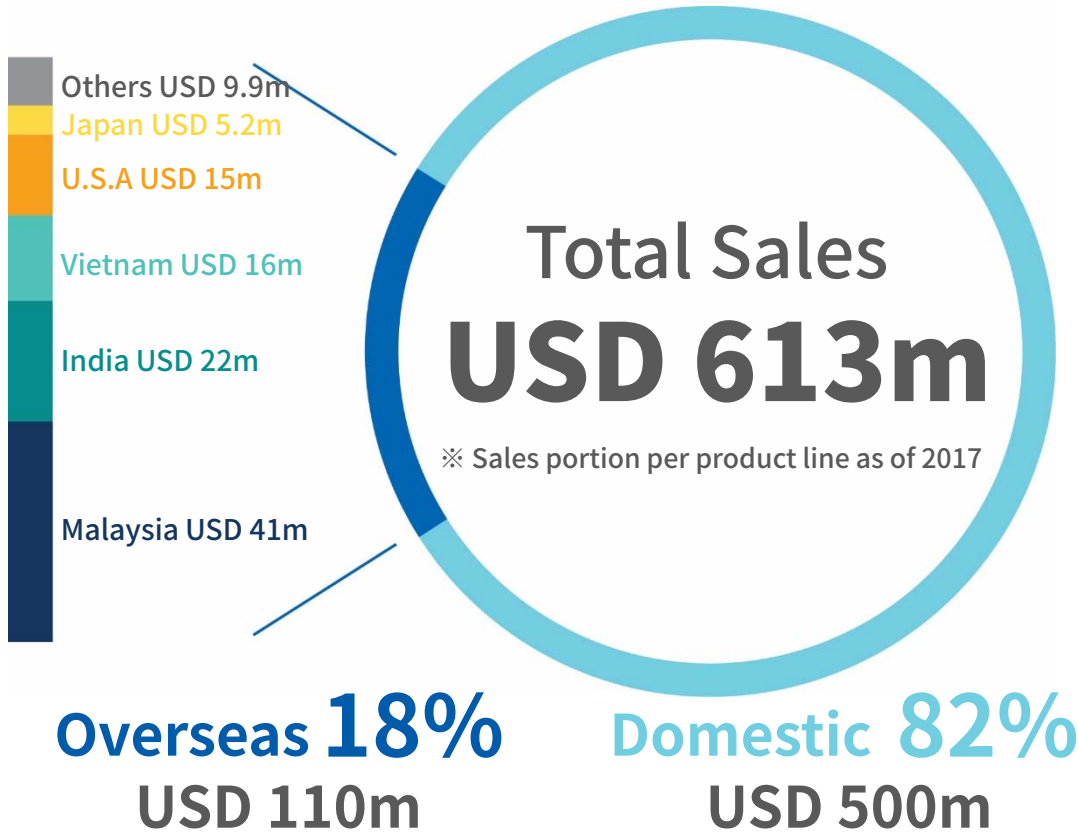 Others USD 9.9m
Japan USD 5.2m
U.S.A USD 15m
Vietnam USD 16m
India USD 22m
Malaysia USD 41m
Total Sales
USD 613m
※ Sales portion per product line as of 2017
Overseas 18%
USD 110m
Domestic 82%
USD 500m